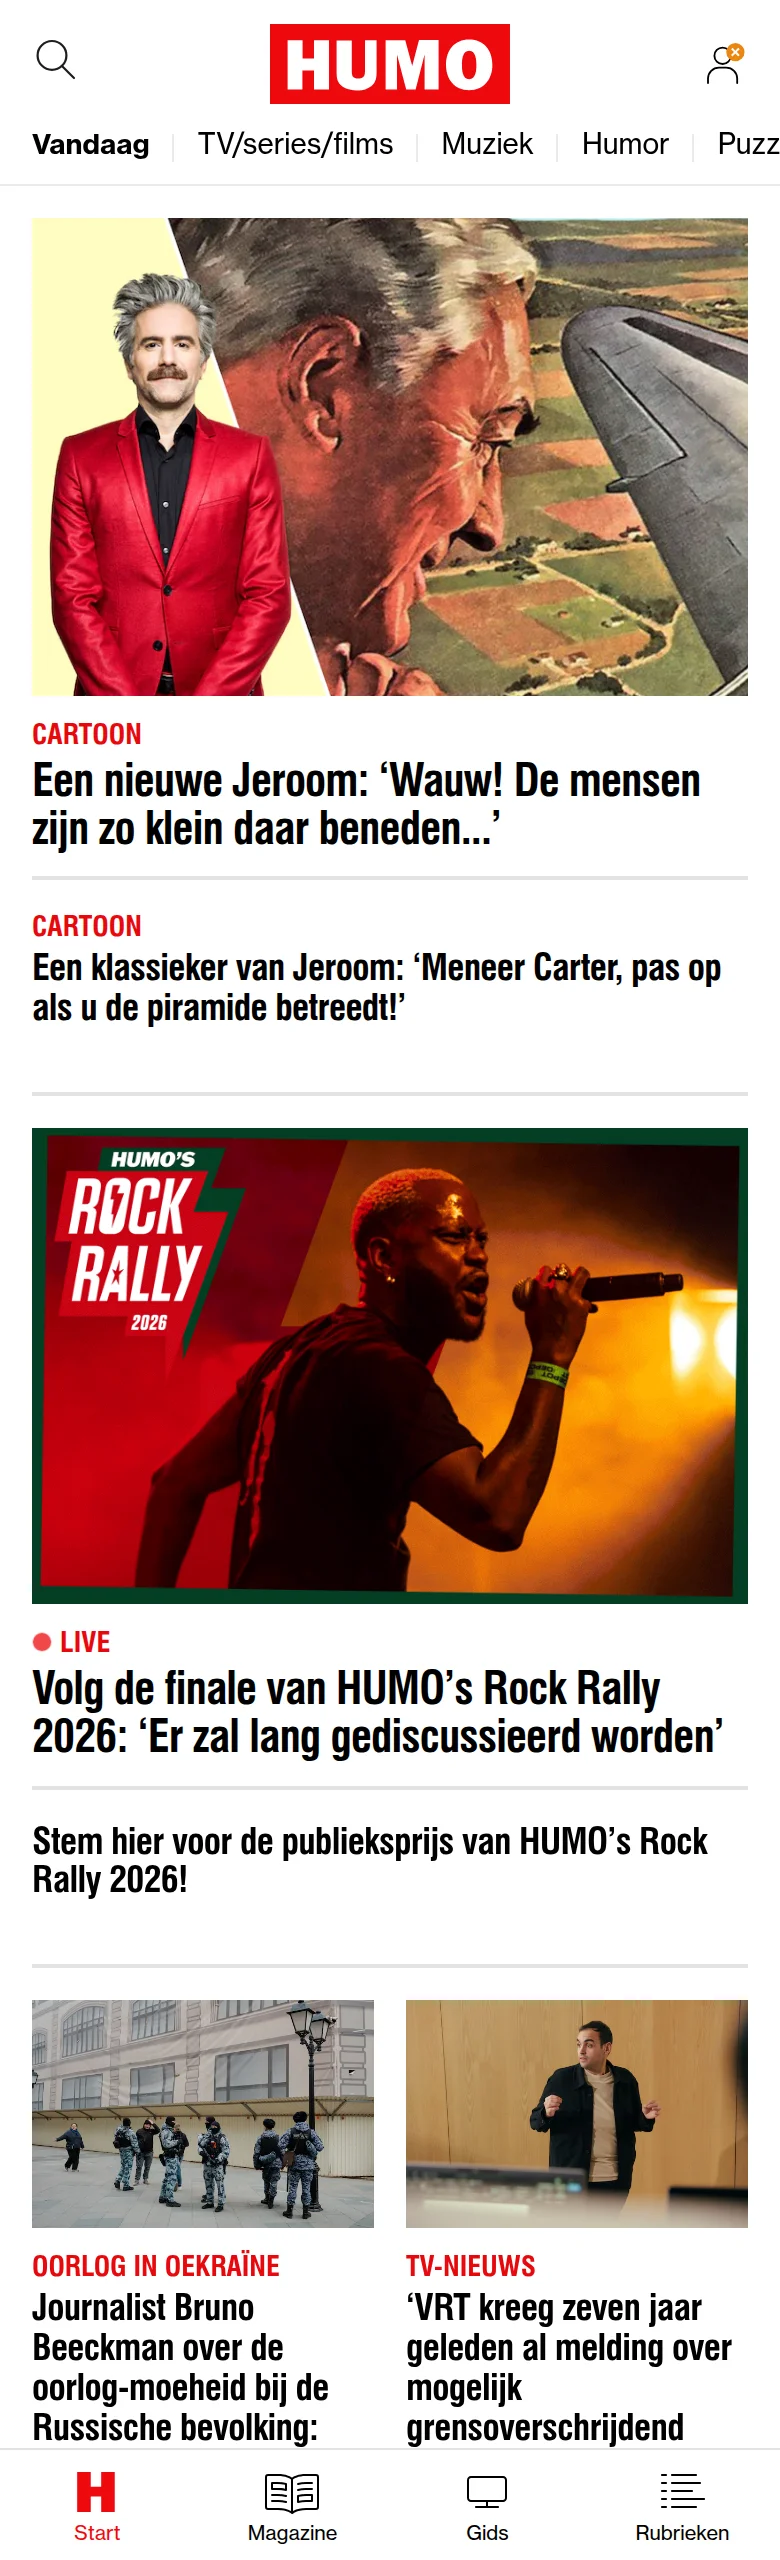 HUMO
Vandaag
TV/series/films
Muziek
Humor
Puzz
CARTOON
Een nieuwe Jeroom: ‘Wauw! De mensen
zijn zo klein daar beneden...’
CARTOON
Een klassieker van Jeroom: ‘Meneer Carter, pas op
als u de piramide betreedt!’
HUMO'S
ROCK
RALLY
2026
LIVE
Volg de finale van HUMO’s Rock Rally
2026: ‘Er zal lang gediscussieerd worden’
Stem hier voor de publieksprijs van HUMO’s Rock
Rally 2026!
OORLOG IN OEKRAÏNE
Journalist Bruno
Beeckman over de
oorlog-moeheid bij de
Russische bevolking:
TV-NIEUWS
‘VRT kreeg zeven jaar
geleden al melding over
mogelijk
grensoverschrijdend
H
Start
Magazine
Gids
Rubrieken